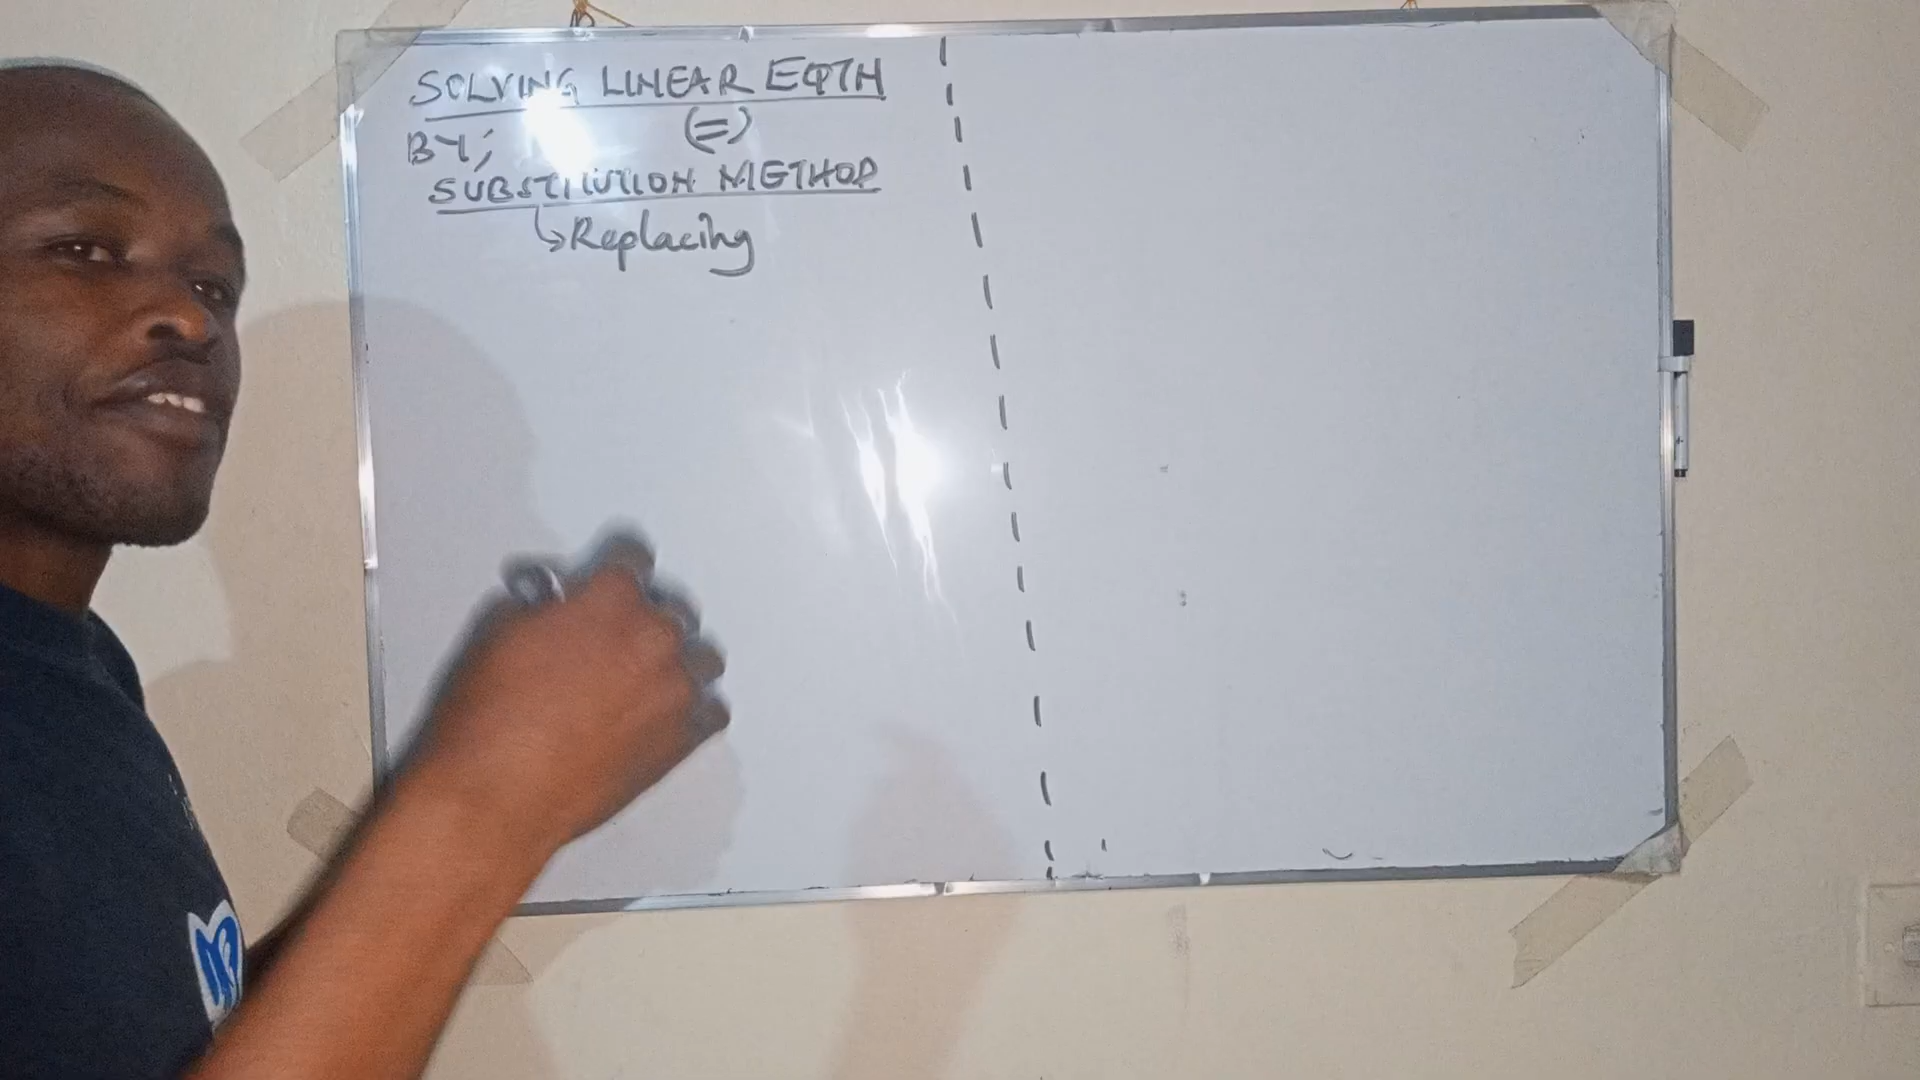 SOLVING LINEAR EQTN
BY; (=)
SUBSTITUTION METHOD
↳Replacing